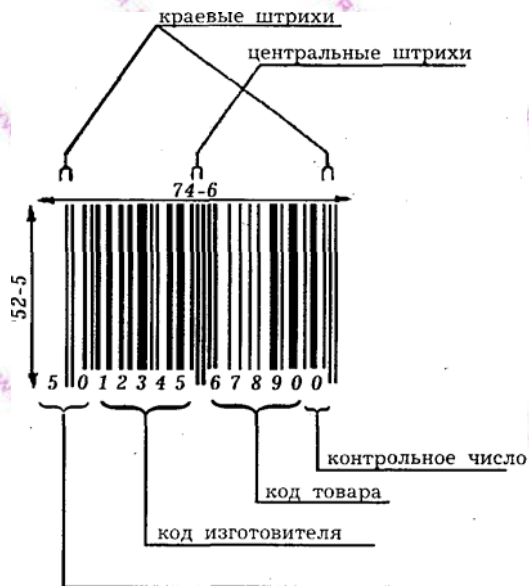 краевые штрихи
центральные штрихи
74-6
52-5
5 0 1 2 3 4 5 6 7 8 9 0 0
контрольное число
код товара
код изготовителя